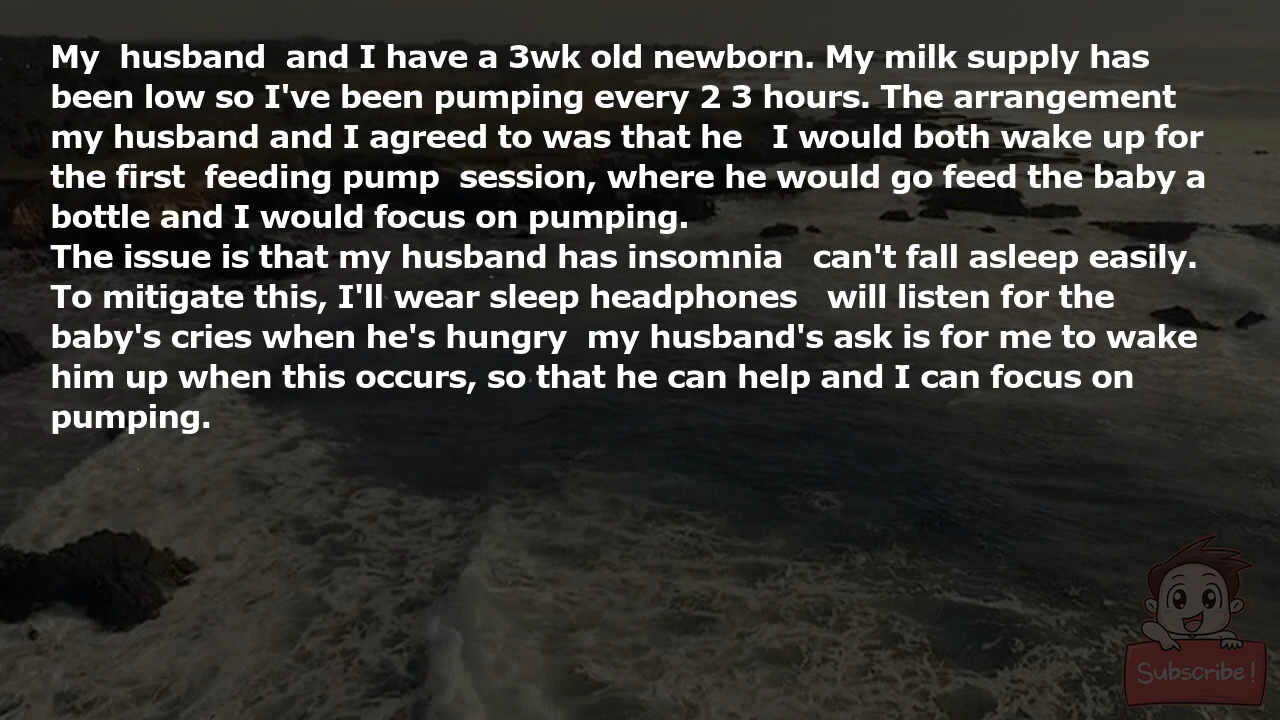 My husband and I have a 3wk old newborn. My milk supply has
been low so I've been pumping every 2 3 hours. The arrangement
my husband and I agreed to was that he I would both wake up for
the first feeding pump session, where he would go feed the baby a
bottle and I would focus on pumping.
The issue is that my husband has insomnia can't fall asleep easily.
To mitigate this, I'll wear sleep headphones will listen for the
baby's cries when he's hungry my husband's ask is for me to wake
him up when this occurs, so that he can help and I can focus on
pumping.
Subscribe!